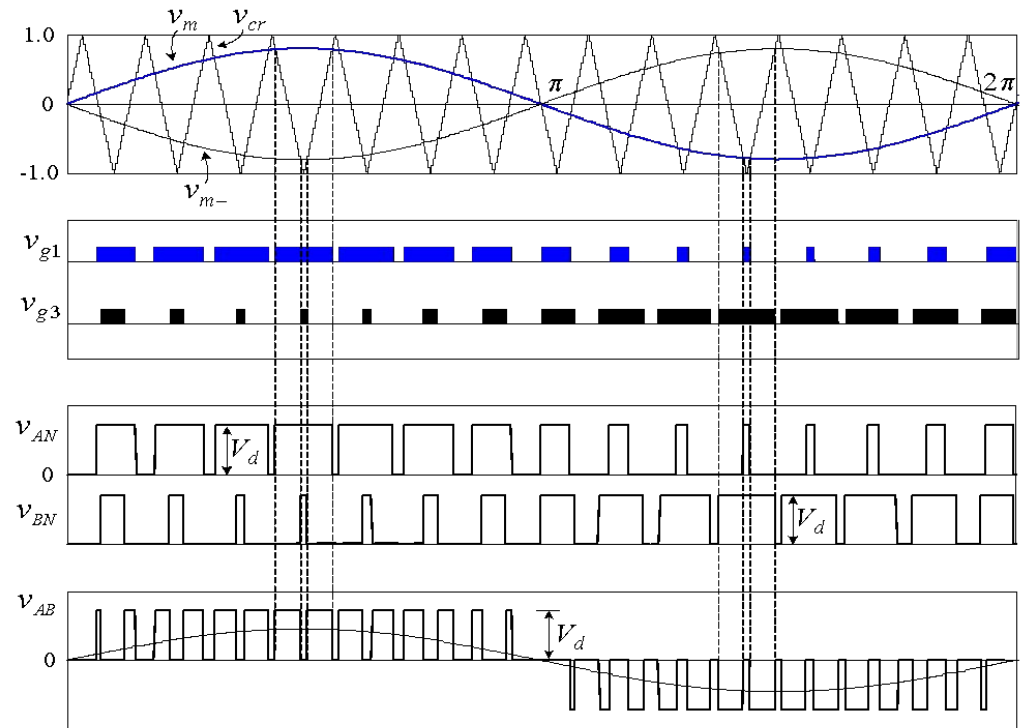 v_m v_cr
1.0
0 π 2π
-1.0
v_m-
v_g1
v_g3
v_AN
V_d
0
v_BN
V_d
v_AB
V_d
0